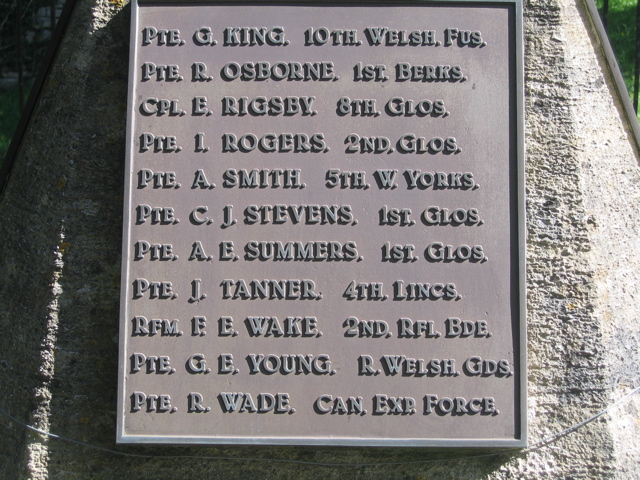 Pte. G. KING. 10th. Welsh. Fus.
Pte. R. OSBORNE. 1st. Berks.
Cpl. E. RIGSBY. 8th. Glos.
Pte. I. ROGERS. 2nd. Glos.
Pte. A. SMITH. 5th. W. Yorks.
Pte. C. J. STEVENS. 1st. Glos.
Pte. A. E. SUMMERS. 1st. Glos.
Pte. J. TANNER. 4th. Lincs.
Rfm. F. E. WAKE. 2nd. Rfl. Bde.
Pte. G. E. YOUNG. R. Welsh. Gds.
Pte. R. WADE. Can. Exp. Force.